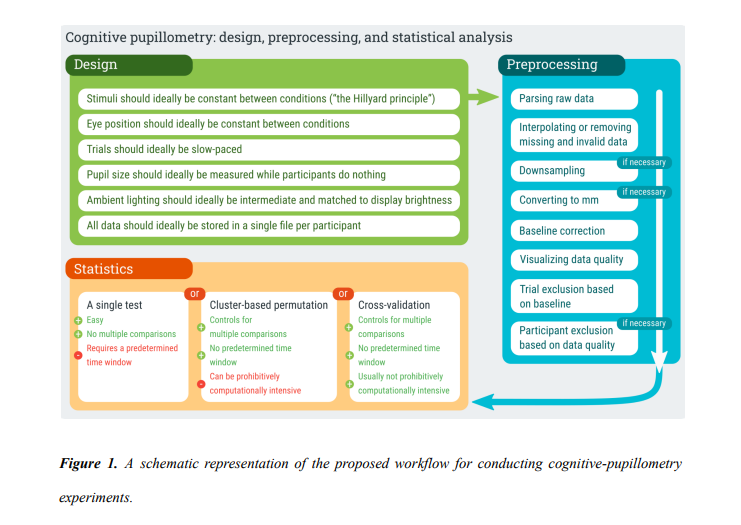 Cognitive pupillometry: design, preprocessing, and statistical analysis
Design
Stimuli should ideally be constant between conditions (“the Hillyard principle”)
Eye position should ideally be constant between conditions
Trials should ideally be slow-paced
Pupil size should ideally be measured while participants do nothing
Ambient lighting should ideally be intermediate and matched to display brightness
All data should ideally be stored in a single file per participant
Preprocessing
Parsing raw data
Interpolating or removing
missing and invalid data
if necessary
Downsampling
if necessary
Converting to mm
Baseline correction
Visualizing data quality
Trial exclusion based
on baseline
if necessary
Participant exclusion
based on data quality
Statistics
A single test
+ Easy
+ No multiple comparisons
- Requires a predetermined
time window
or
Cluster-based permutation
+ Controls for
multiple comparisons
+ No predetermined time
window
- Can be prohibitively
computationally intensive
or
Cross-validation
+ Controls for multiple
comparisons
+ No predetermined time
window
+ Usually not prohibitively
computationally intensive
Figure 1. A schematic representation of the proposed workflow for conducting cognitive-pupillometry
experiments.